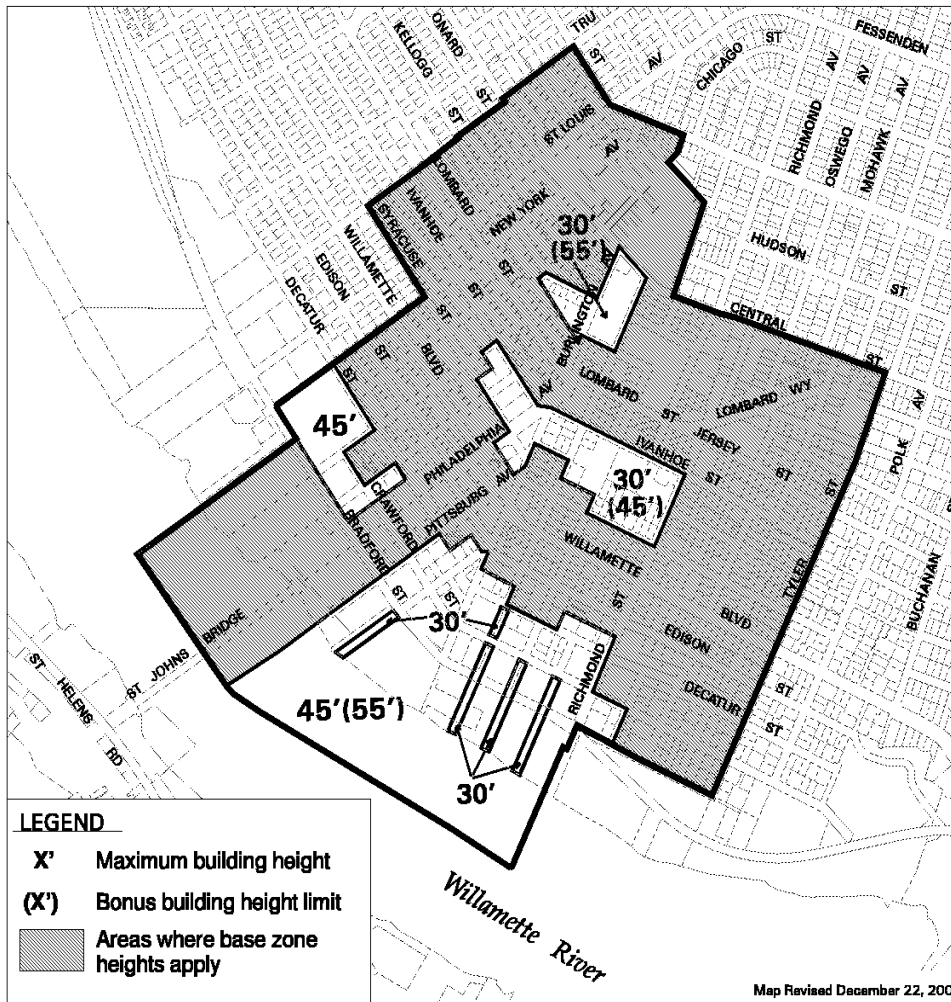 ONARD
KELLOGG
ST
ST
TRU
ST
AV
CHICAGO
ST
FESSENDEN
AV
AV
AV
RICHMOND
OSWEGO
MOHAWK
ST LOUIS
AV
LOMBARD
IVANHOE
SYRACUSE
NEW YORK
WILLAMETTE
EDISON
DECATUR
30'
(55')
AV
ST
ST
ST
BURLINGTON
HUDSON
ST
CENTRAL
ST
BLVD
ST
ST
AV
LOMBARD
ST
LOMBARD WY
JERSEY
ST
IVANHOE
ST
AV
POLK
45'
PHILADELPHIA
AV
PITTSBURG
CRAWFORD
BRADFORD
30'
(45')
ST
WILLAMETTE
TYLER
BUCHANAN
ST
ST
ST
BLVD
EDISON
BRIDGE
ST JOHNS
30'
RICHMOND
DECATUR
ST
ST
ST
HELENS
RD
45'(55')
30'
LEGEND
X' Maximum building height
(X') Bonus building height limit
Areas where base zone
heights apply
Willamette River
Map Revised December 22, 200